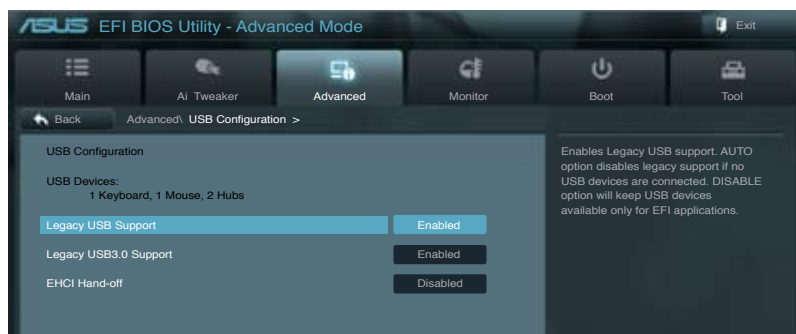 ASUS EFI BIOS Utility - Advanced Mode
Exit
Main
Ai Tweaker
Advanced
Monitor
Boot
Tool
Back
Advanced\ USB Configuration >
USB Configuration
USB Devices:
1 Keyboard, 1 Mouse, 2 Hubs
Legacy USB Support Enabled
Legacy USB3.0 Support Enabled
EHCI Hand-off Disabled
Enables Legacy USB support. AUTO
option disables legacy support if no
USB devices are connected. DISABLE
option will keep USB devices
available only for EFI applications.